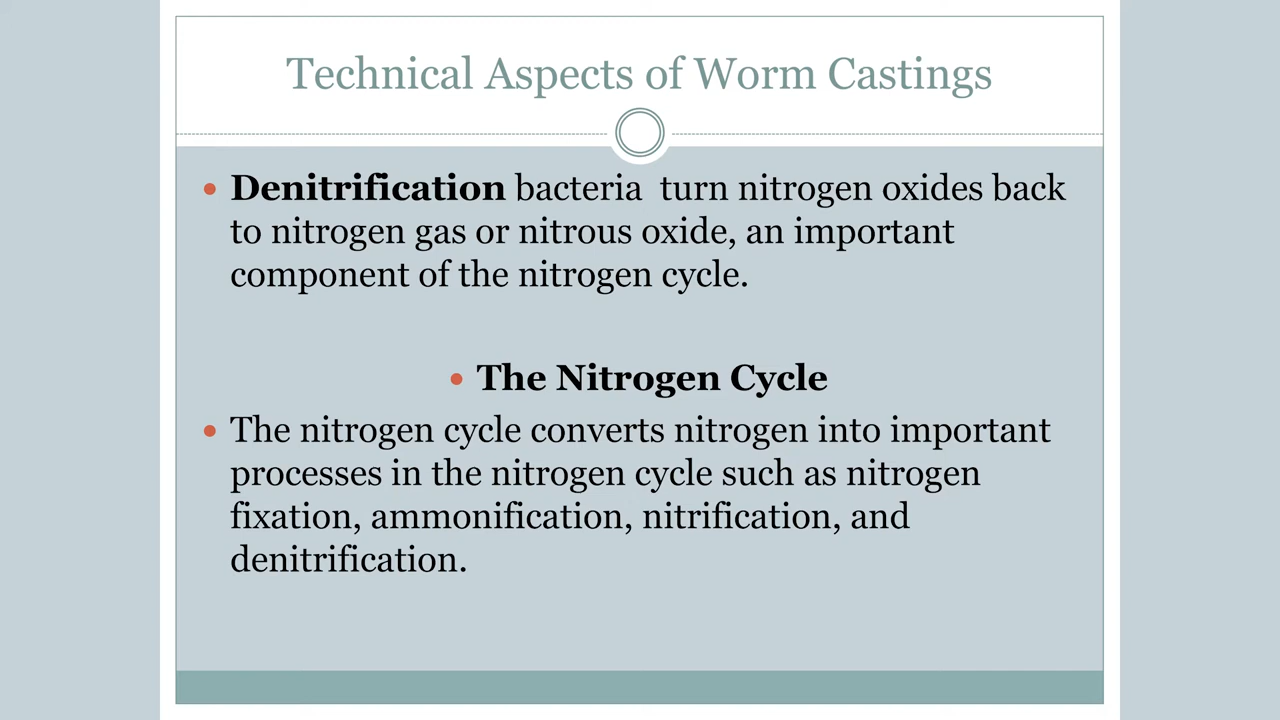 Technical Aspects of Worm Castings
• Denitrification bacteria  turn nitrogen oxides back
to nitrogen gas or nitrous oxide, an important
component of the nitrogen cycle.
• The Nitrogen Cycle
• The nitrogen cycle converts nitrogen into important
processes in the nitrogen cycle such as nitrogen
fixation, ammonification, nitrification, and
denitrification.